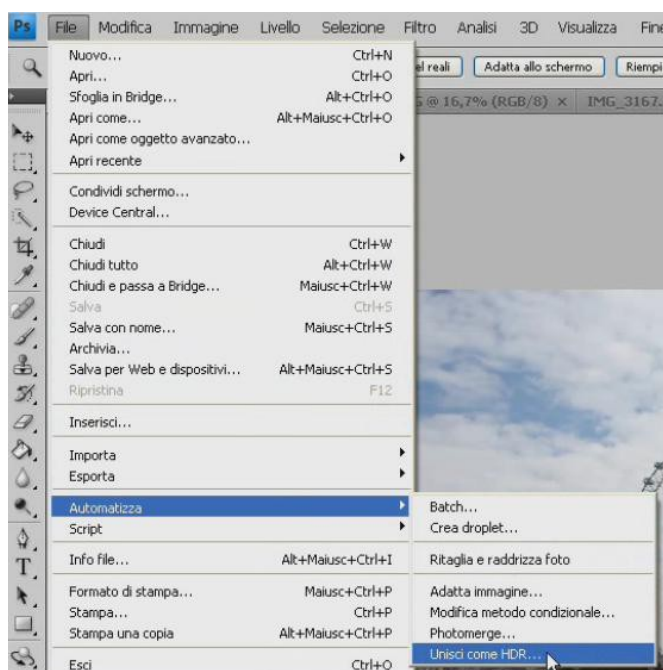 Ps File Modifica Immagine Livello Selezione Filtro Analisi 3D Visualizza Fine
Nuovo... Ctrl+N
Apri... Ctrl+O
Sfoglia in Bridge... Alt+Ctrl+O
Apri come... Alt+Maiusc+Ctrl+O
Apri come oggetto avanzato...
Apri recente
Condividi schermo...
Device Central...
Chiudi Ctrl+W
Chiudi tutto Alt+Ctrl+W
Chiudi e passa a Bridge... Maiusc+Ctrl+W
Salva Ctrl+S
Salva con nome... Maiusc+Ctrl+S
Archivia...
Salva per Web e dispositivi... Alt+Maiusc+Ctrl+S
Ripristina F12
Inserisci...
Importa
Esporta
Automatizza
Script
Info file... Alt+Maiusc+Ctrl+I
Formato di stampa... Maiusc+Ctrl+P
Stampa... Ctrl+P
Stampa una copia Alt+Maiusc+Ctrl+P
Esci Ctrl+Q
el reali Adatta allo schermo Riempi
@ 16,7% (RGB/8) × IMG_3167.
Batch...
Crea droplet...
Ritaglia e raddrizza foto
Adatta immagine...
Modifica metodo condizionale...
Photomerge...
Unisci come HDR...
T